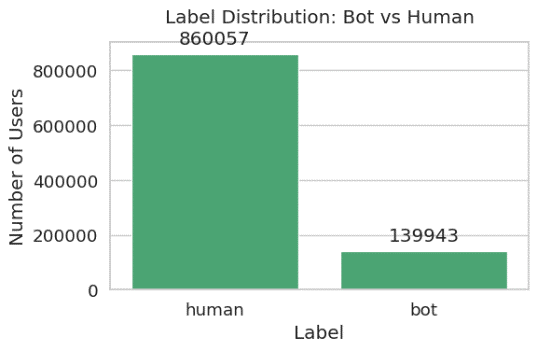 Label Distribution: Bot vs Human
860057
800000
600000
400000
200000
0
139943
Number of Users
human
bot
Label